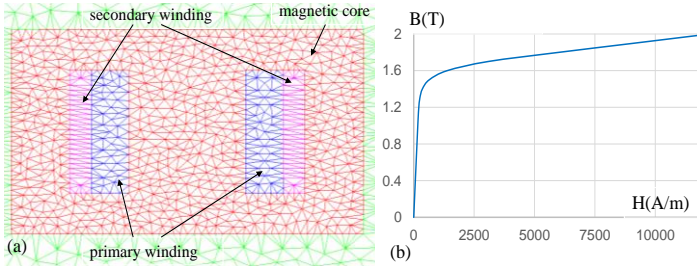 secondary winding
magnetic core
primary winding
(a)
B(T)
2
1.6
1.2
0.8
0.4
0
0
2500
5000
7500
10000
H(A/m)
(b)